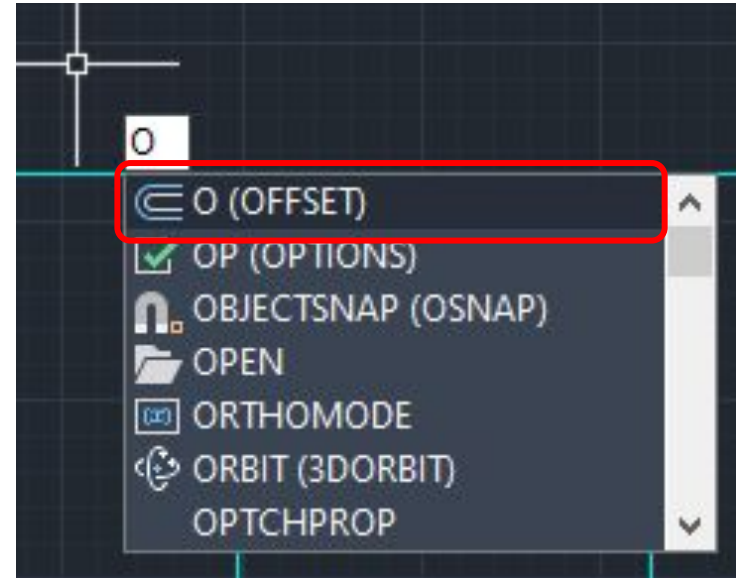 O
O (OFFSET)
OP (OPTIONS)
OBJECTSNAP (OSNAP)
OPEN
ORTHOMODE
ORBIT (3DORBIT)
OPTCHPROP